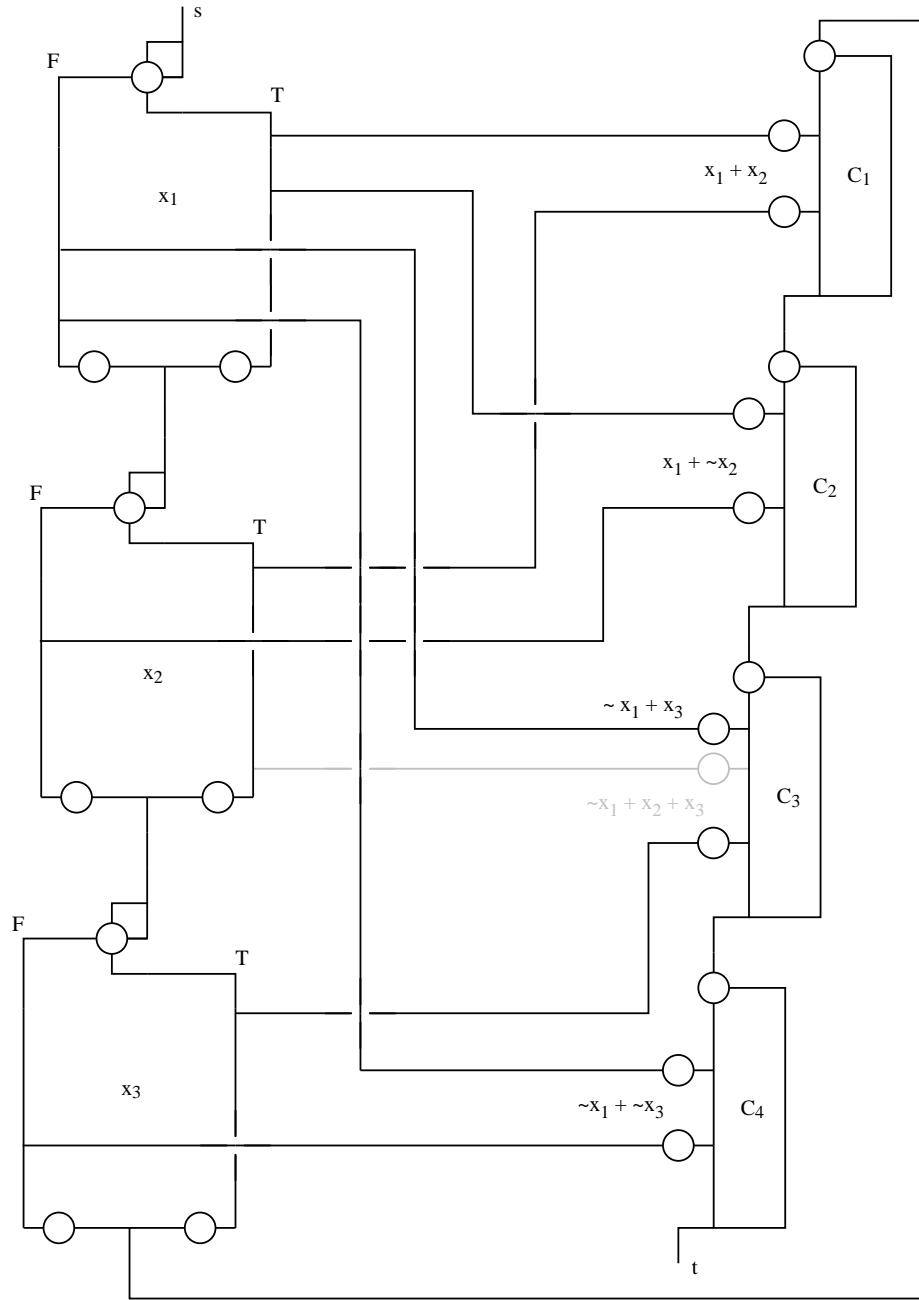 s
F
T
x1
x1 + x2
C1
x1 + ~x2
C2
F
T
x2
~ x1 + x3
~x1 + x2 + x3
C3
F
T
x3
~x1 + ~x3
C4
t